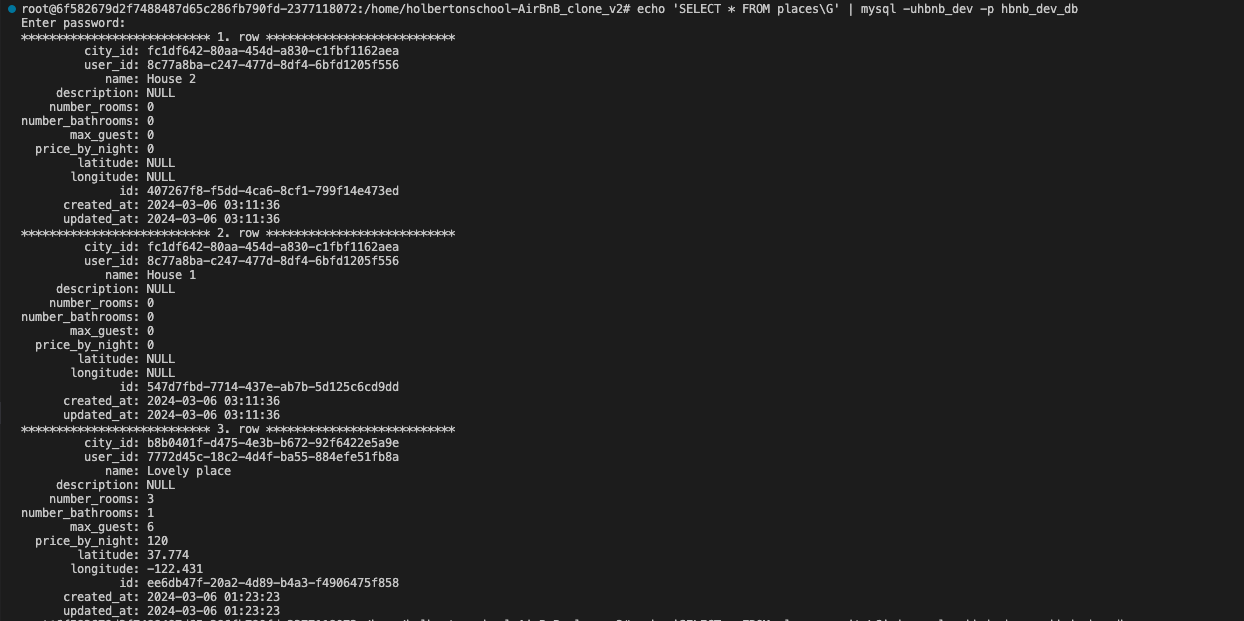 root@6f582679d2f7488487d65c286fb790fd-2377118072:/home/holbertonschool-AirBnB_clone_v2# echo 'SELECT * FROM places\G' | mysql -uhbnb_dev -p hbnb_dev_db
Enter password:
*************************** 1. row ***************************
city_id: fc1df642-80aa-454d-a830-c1fbf1162aea
user_id: 8c77a8ba-c247-477d-8df4-6bfd1205f556
name: House 2
description: NULL
number_rooms: 0
number_bathrooms: 0
max_guest: 0
price_by_night: 0
latitude: NULL
longitude: NULL
id: 407267f8-f5dd-4ca6-8cf1-799f14e473ed
created_at: 2024-03-06 03:11:36
updated_at: 2024-03-06 03:11:36
*************************** 2. row ***************************
city_id: fc1df642-80aa-454d-a830-c1fbf1162aea
user_id: 8c77a8ba-c247-477d-8df4-6bfd1205f556
name: House 1
description: NULL
number_rooms: 0
number_bathrooms: 0
max_guest: 0
price_by_night: 0
latitude: NULL
longitude: NULL
id: 547d7fbd-7714-437e-ab7b-5d125c6cd9dd
created_at: 2024-03-06 03:11:36
updated_at: 2024-03-06 03:11:36
*************************** 3. row ***************************
city_id: b8b0401f-d475-4e3b-b672-92f6422e5a9e
user_id: 7772d45c-18c2-4d4f-ba55-884efe51fb8a
name: Lovely place
description: NULL
number_rooms: 3
number_bathrooms: 1
max_guest: 6
price_by_night: 120
latitude: 37.774
longitude: -122.431
id: ee6db47f-20a2-4d89-b4a3-f4906475f858
created_at: 2024-03-06 01:23:23
updated_at: 2024-03-06 01:23:23